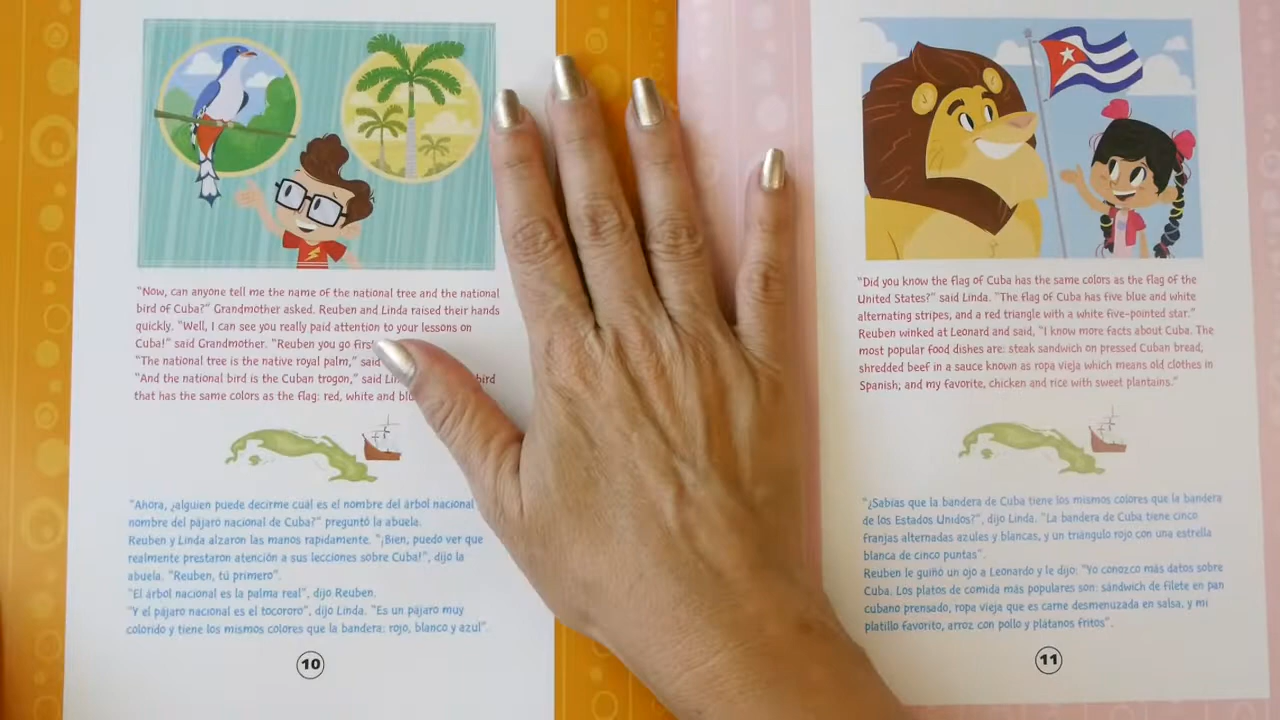 "Now, can anyone tell me the name of the national tree and the national
bird of Cuba?" Grandmother asked. Reuben and Linda raised their hands
quickly. "Well, I can see you really paid attention to your lessons on
Cuba!" said Grandmother. "Reuben you go first
"The national tree is the native royal palm," said
"And the national bird is the Cuban trogon," said bird
that has the same colors as the flag: red, white and
"Ahora, ¿alguien puede decirme cuál es el nombre del árbol nacional
nombre del pájaro nacional de Cuba?" preguntó la abuela.
Reuben y Linda alzaron las manos rapidamente. "¡Bien, puedo ver que
realmente prestaron atención a sus lecciones sobre Cuba!", dijo la
abuela. "Reuben, tú primero".
"El árbol nacional es la palma real", dijo Reuben.
"Y el pájaro nacional es el tocororo", dijo Linda. "Es un pájaro muy
colorido y tiene los mismos colores que la bandera: rojo, blanco y azul".
10
"Did you know the flag of Cuba has the same colors as the flag of the
United States?" said Linda. "The flag of Cuba has five blue and white
alternating stripes, and a red triangle with a white five-pointed star."
Reuben winked at Leonard and said, "I know more facts about Cuba. The
most popular food dishes are: steak sandwich on pressed Cuban bread,
shredded beef in a sauce known as ropa vieja which means old clothes in
Spanish; and my favorite, chicken and rice with sweet plantains."
"¿Sabías que la bandera de Cuba tiene los mismos colores que la bandera
de los Estados Unidos?", dijo Linda. "La bandera de Cuba tiene cinco
franjas alternadas azules y blancas, y un triángulo rojo con una estrella
blanca de cinco puntas".
Reuben le guiñó un ojo a Leonardo y le dijo: "Yo conozco más datos sobre
Cuba. Los platos de comida más populares son: sándwich de filete en pan
cubano prensado, ropa vieja que es carne desmenuzada en salsa, y mi
platillo favorito, arroz con pollo y plátanos fritos".
11